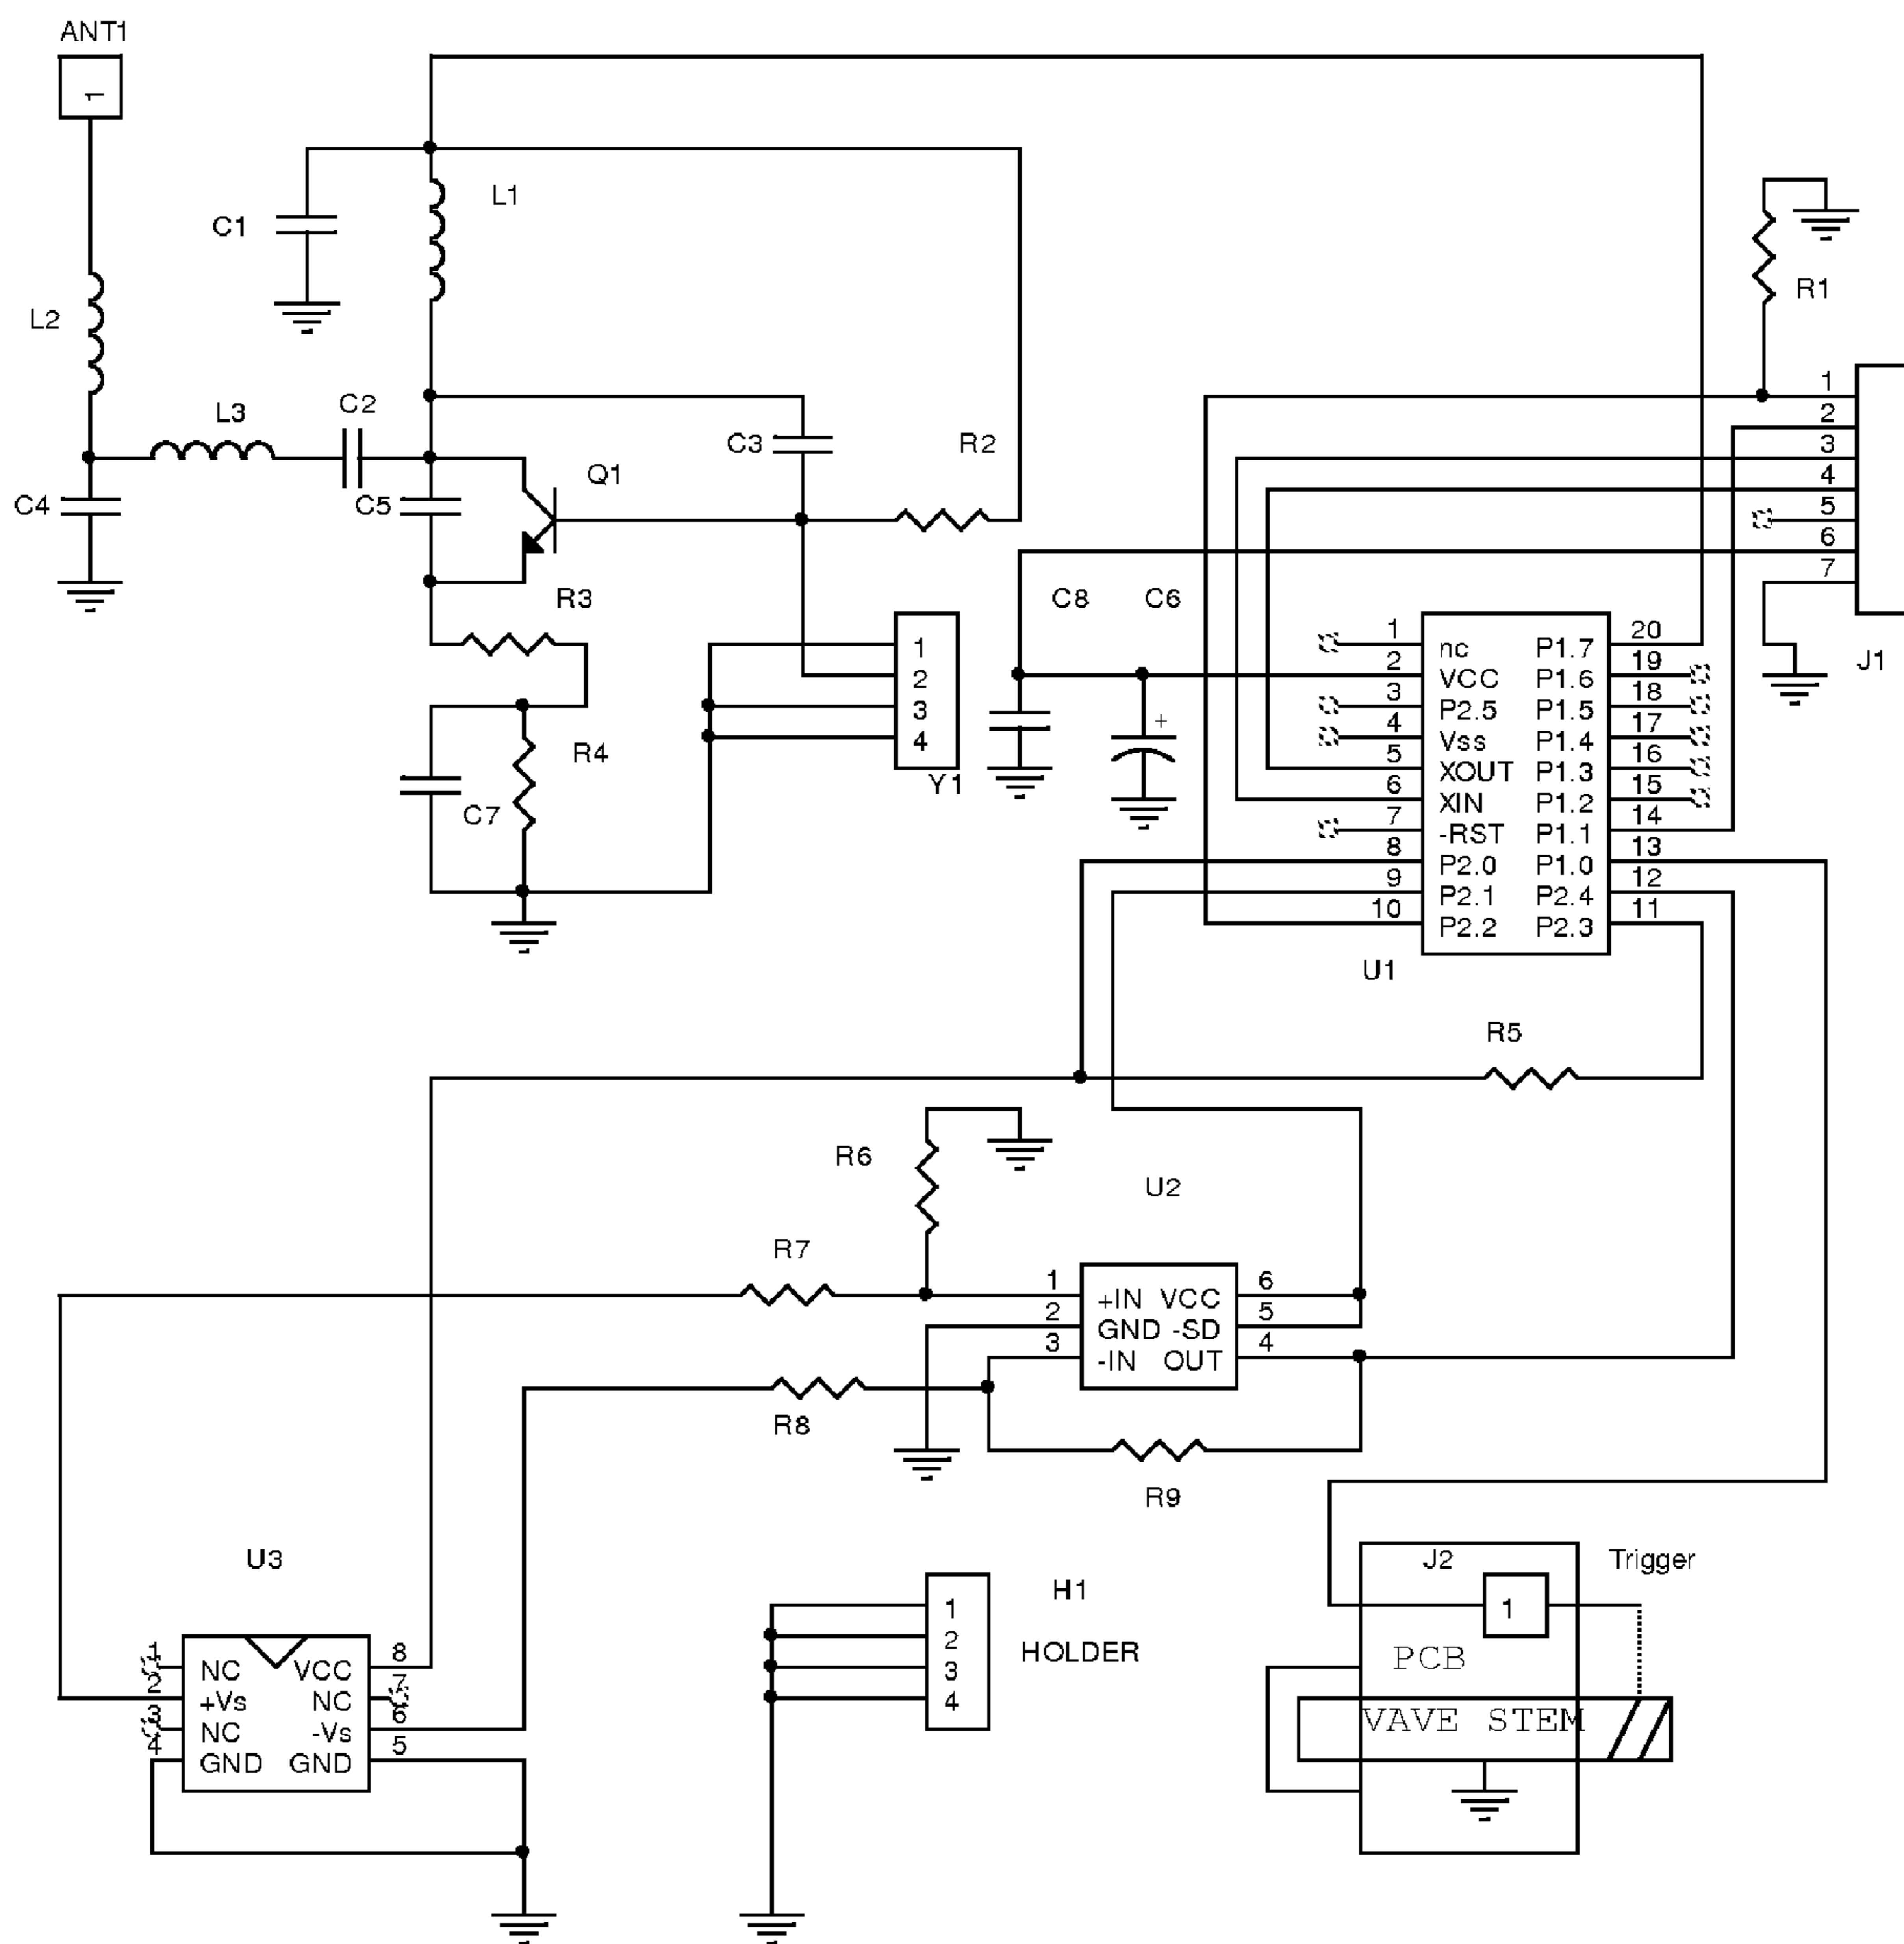 ANT1
1
L1
C1
L2
R1
L3
C2
C3
R2
Q1
C4
C5
R3
C8
C6
R4
C7
1
2
3
4
Y1
+
1
2
3
4
5
6
7
J1
1
2
3
4
5
6
7
8
9
10
nc
VCC
P2.5
Vss
XOUT
XIN
-RST
P2.0
P2.1
P2.2
P1.7
P1.6
P1.5
P1.4
P1.3
P1.2
P1.1
P1.0
P2.4
P2.3
20
19
18
17
16
15
14
13
12
11
U1
R5
R6
U2
R7
1
2
3
+IN VCC
GND -SD
-IN OUT
6
5
4
R8
R9
U3
1
2
3
4
NC VCC
+Vs NC
NC -Vs
GND GND
8
7
6
5
H1
HOLDER
1
2
3
4
J2
Trigger
1
PCB
VAVE STEM